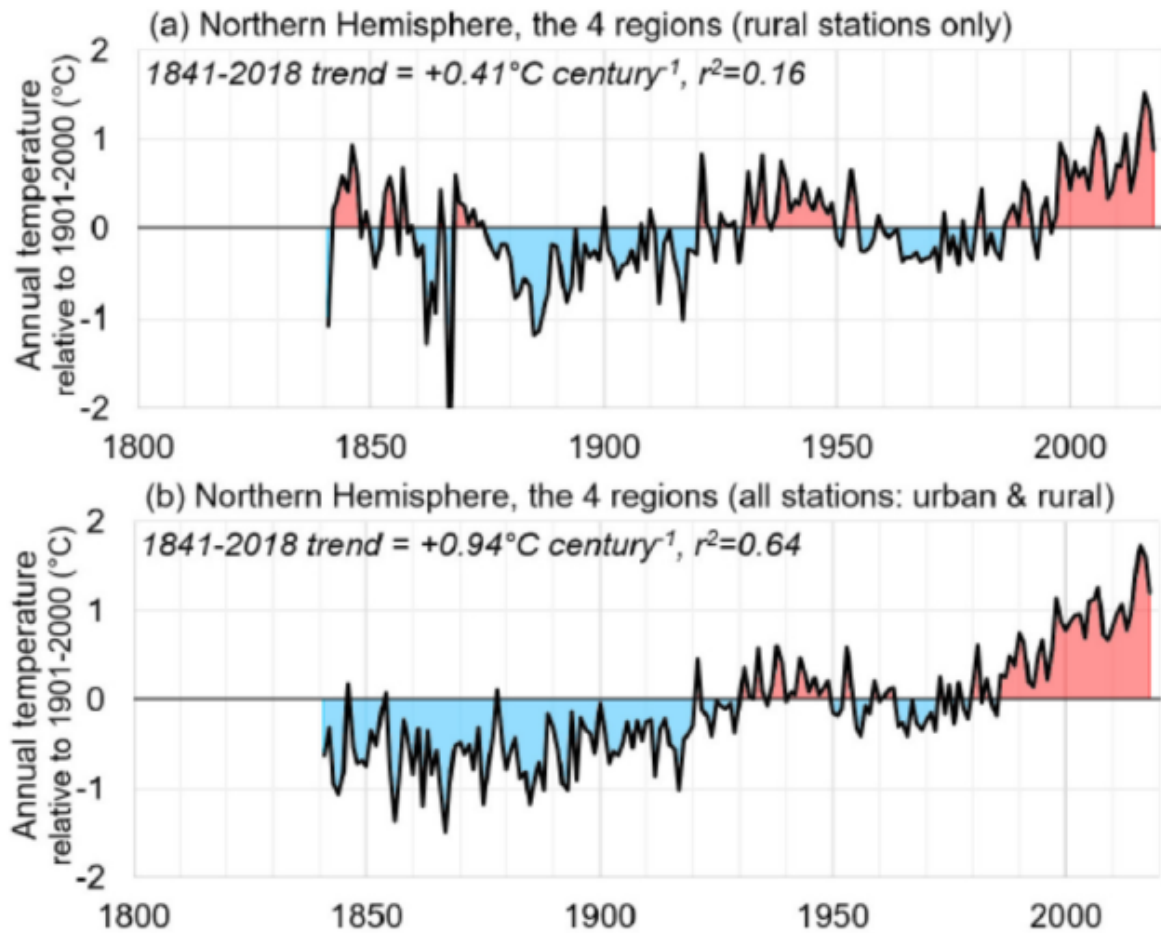 (a) Northern Hemisphere, the 4 regions (rural stations only)
1841-2018 trend = +0.41°C century⁻¹, r²=0.16
Annual temperature
relative to 1901-2000 (°C)
2
1
0
-1
-2
1800 1850 1900 1950 2000
(b) Northern Hemisphere, the 4 regions (all stations: urban & rural)
1841-2018 trend = +0.94°C century⁻¹, r²=0.64
Annual temperature
relative to 1901-2000 (°C)
2
1
0
-1
-2
1800 1850 1900 1950 2000